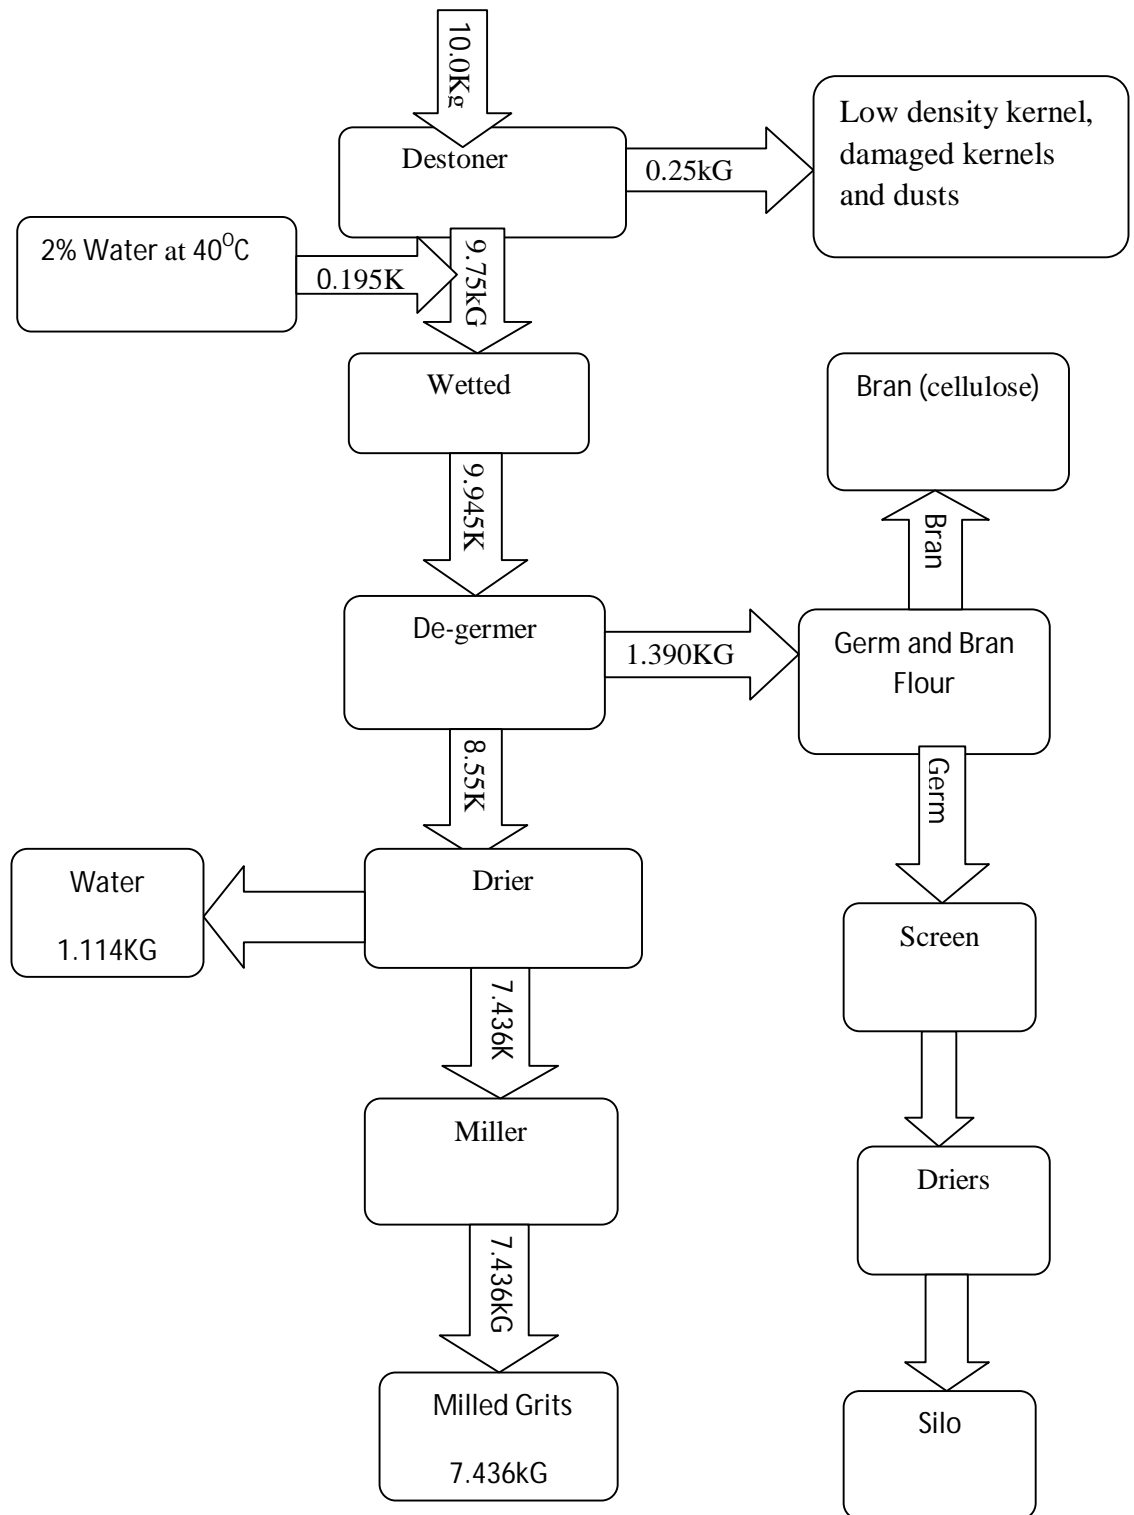 10.0Kg
Destoner
0.25kG
Low density kernel,
damaged kernels
and dusts
2% Water at 40⁰C
0.195K
9.75kG
Wetted
Bran (cellulose)
9.945K
Bran
De-germer
1.390KG
Germ and Bran
Flour
8.55K
Germ
Water
1.114KG
Drier
Screen
7.436K
Miller
Driers
7.436kG
Milled Grits
7.436kG
Silo